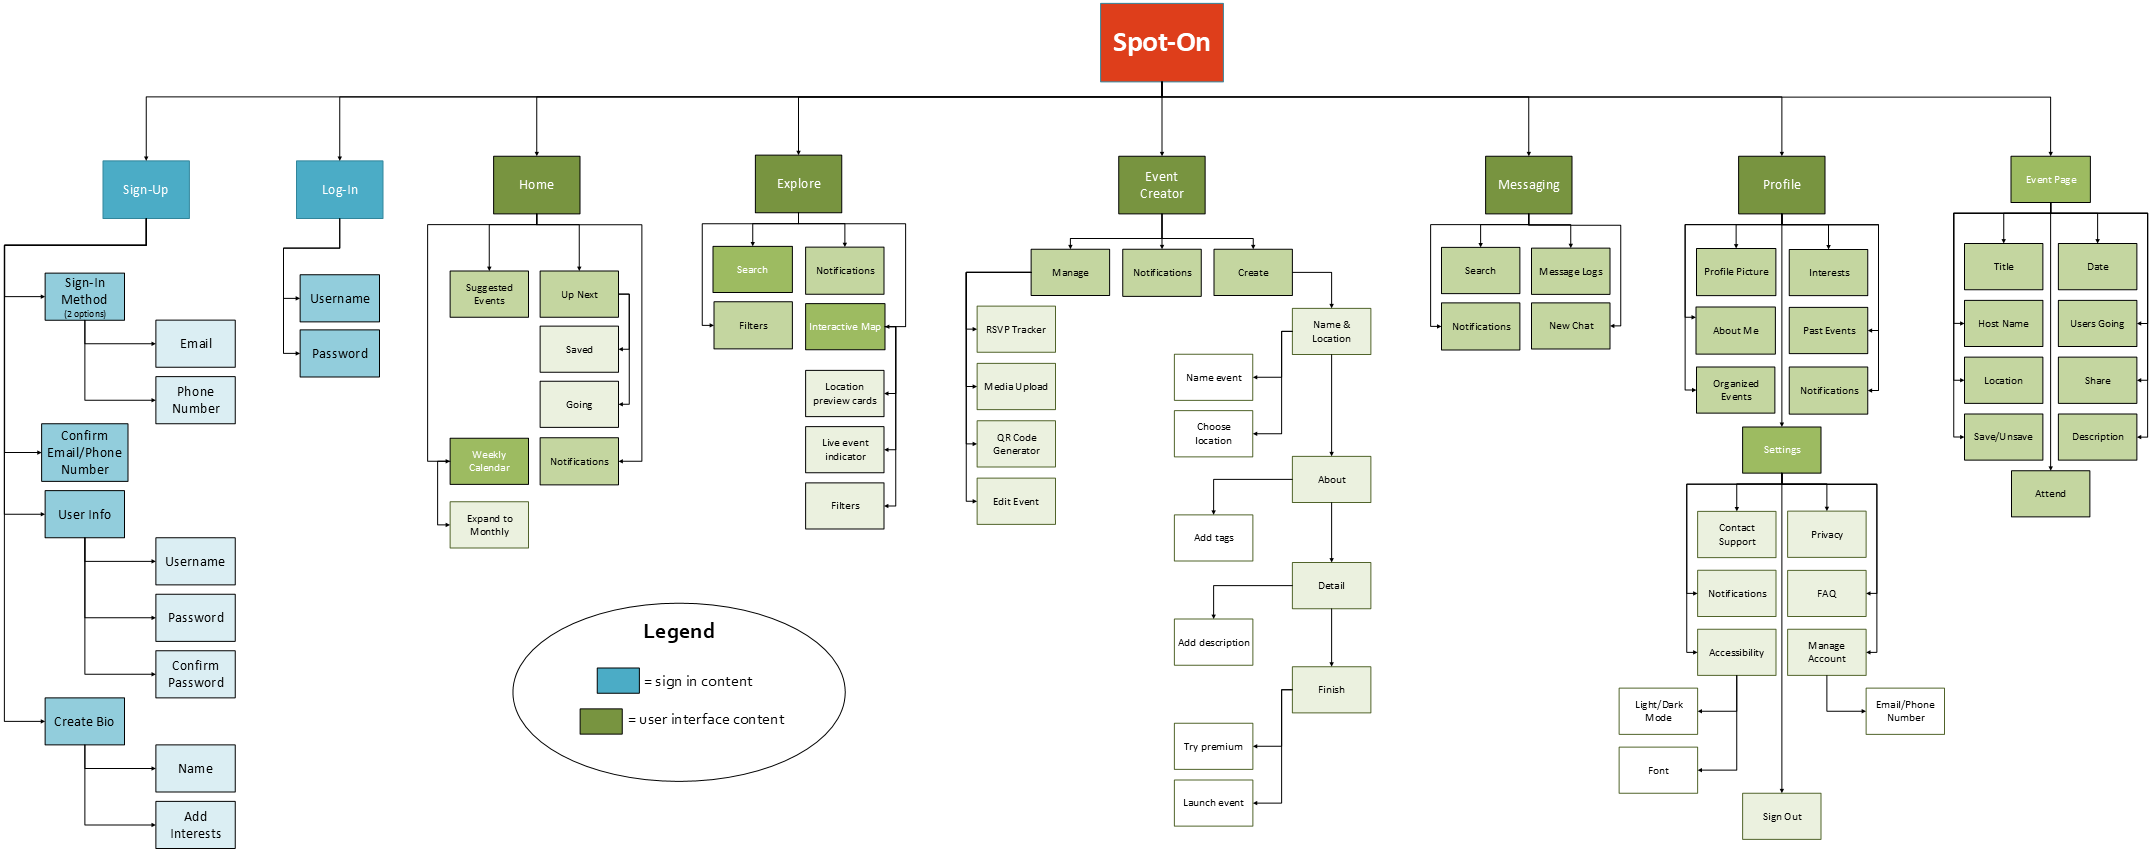 Spot-On
Sign-Up
Sign-In
Method
(2 options)
Email
Phone
Number
Confirm
Email/Phone
Number
User Info
Username
Password
Confirm
Password
Create Bio
Name
Add
Interests
Log-In
Username
Password
Home
Suggested
Events
Up Next
Saved
Going
Weekly
Calendar
Notifications
Expand to
Monthly
Explore
Search
Notifications
Filters
Interactive Map
Location
preview cards
Live event
indicator
Filters
Event
Creator
Manage
Notifications
Create
RSVP Tracker
Media Upload
QR Code
Generator
Edit Event
Name &
Location
Name event
Choose
location
About
Add tags
Detail
Add description
Finish
Try premium
Launch event
Messaging
Search
Message Logs
Notifications
New Chat
Profile
Profile Picture
Interests
About Me
Past Events
Organized
Events
Notifications
Settings
Contact
Support
Privacy
Notifications
FAQ
Accessibility
Manage
Account
Light/Dark
Mode
Email/Phone
Number
Font
Sign Out
Event Page
Title
Date
Host Name
Users Going
Location
Share
Save/Unsave
Description
Attend
Legend
= sign in content
= user interface content